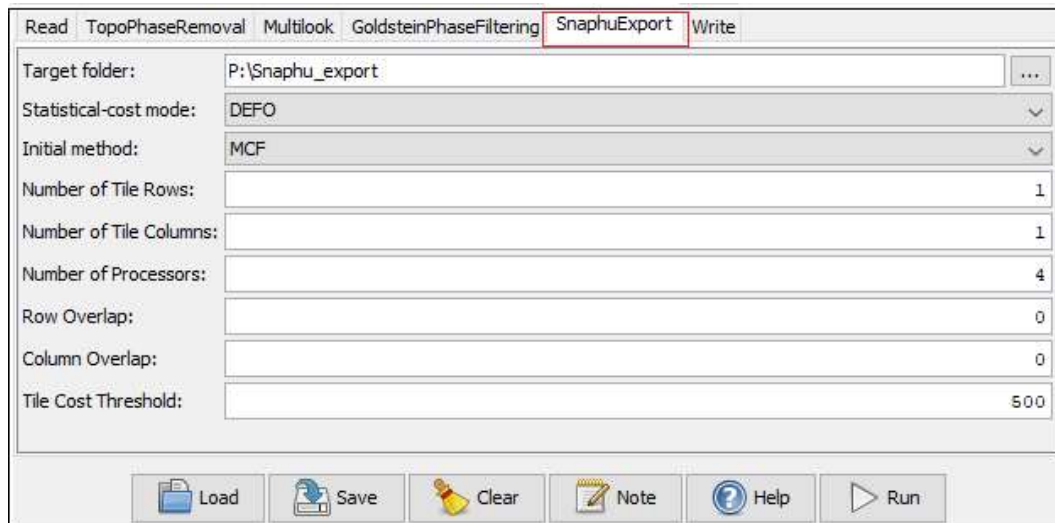 Read TopoPhaseRemoval Multilook GoldsteinPhaseFiltering SnaphuExport Write
Target folder: P:\Snaphu_export ...
Statistical-cost mode: DEFO
Initial method: MCF
Number of Tile Rows: 1
Number of Tile Columns: 1
Number of Processors: 4
Row Overlap: 0
Column Overlap: 0
Tile Cost Threshold: 500
Load Save Clear Note Help Run